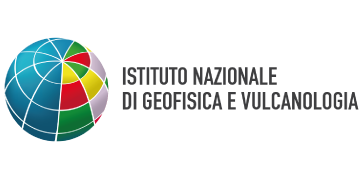 ISTITUTO NAZIONALE
DI GEOFISICA E VULCANOLOGIA